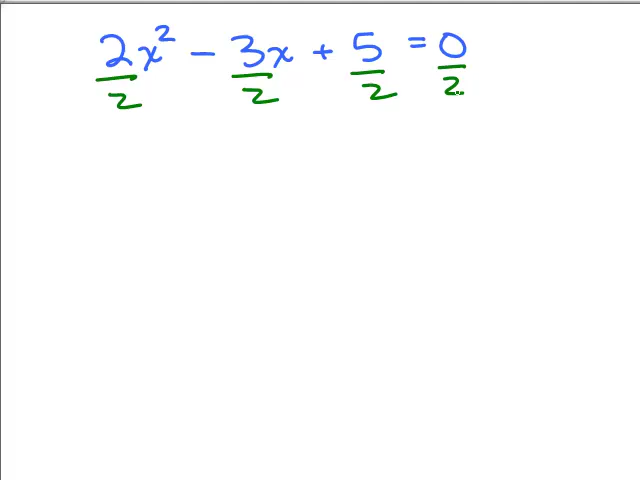 2x² - 3x + 5 = 0
2 2 2 2